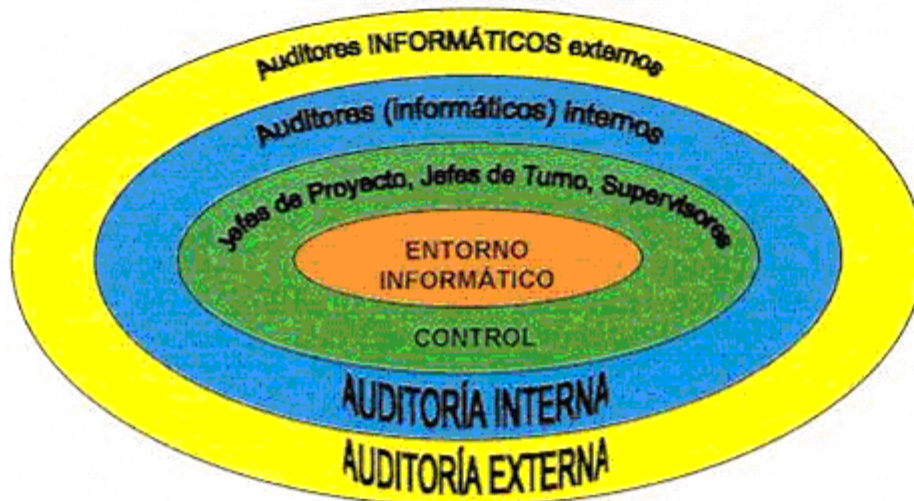 Auditores INFORMÁTICOS externos
Auditores (informáticos) internos
Jefes de Proyecto, Jefes de Turno, Supervisores
ENTORNO
INFORMÁTICO
CONTROL
AUDITORÍA INTERNA
AUDITORÍA EXTERNA